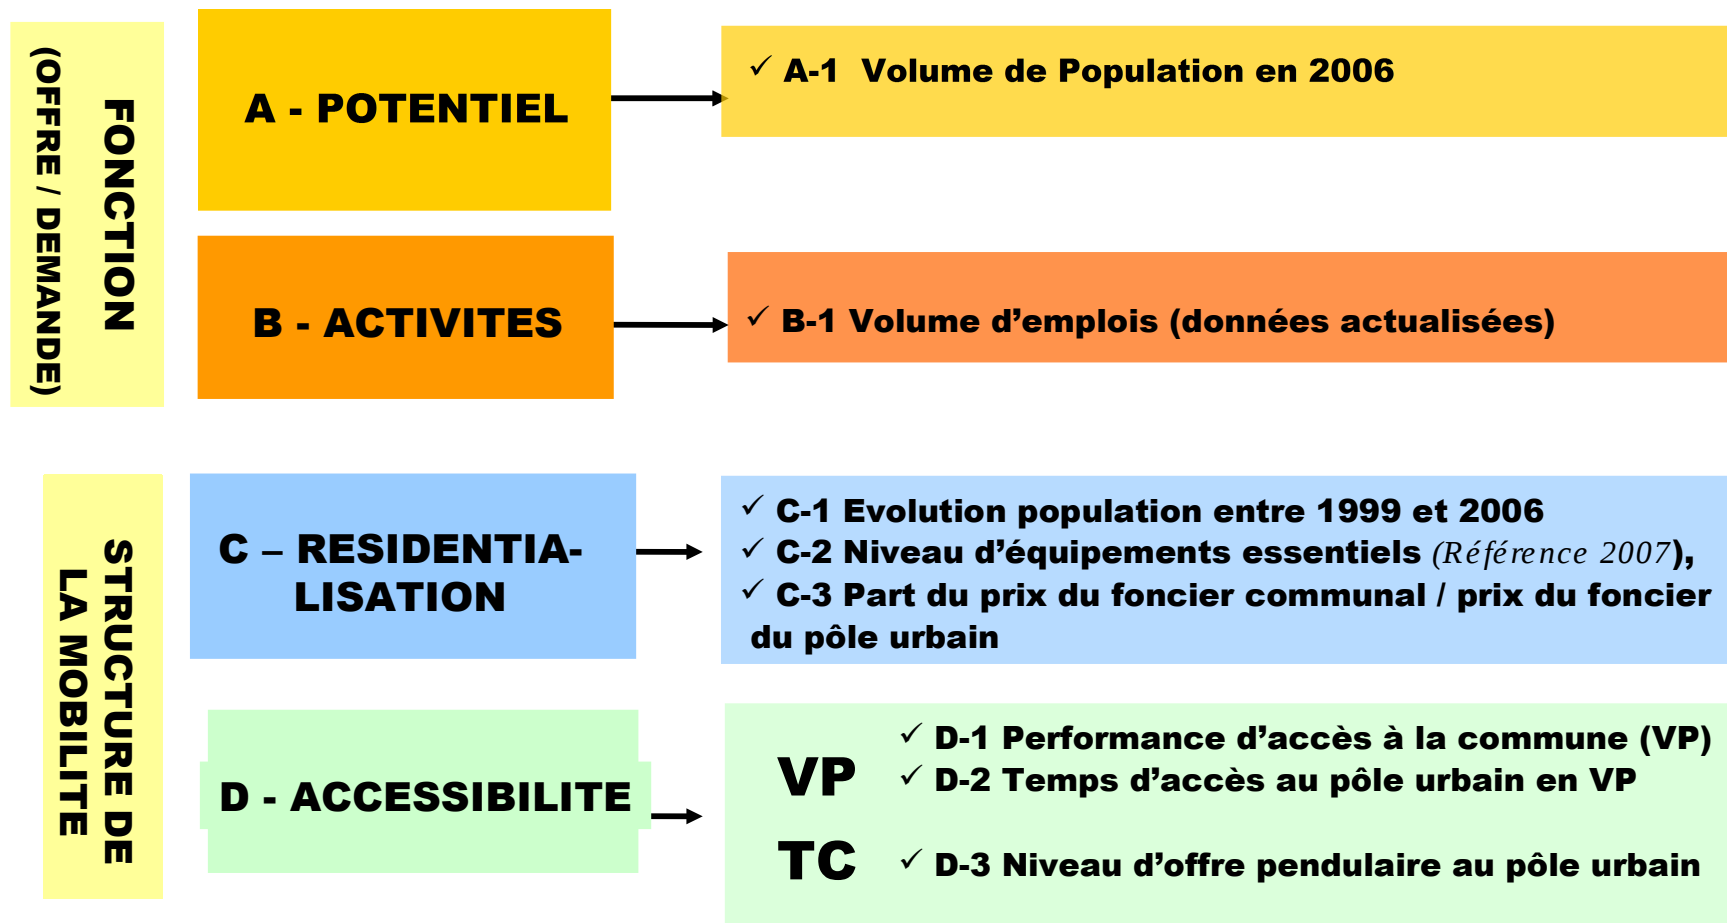 FONCTION
(OFFRE / DEMANDE)
A - POTENTIEL
✓ A-1 Volume de Population en 2006
B - ACTIVITES
✓ B-1 Volume d’emplois (données actualisées)
STRUCTURE DE
LA MOBILITE
C – RESIDENTIA-
LISATION
✓ C-1 Evolution population entre 1999 et 2006
✓ C-2 Niveau d’équipements essentiels (Référence 2007),
✓ C-3 Part du prix du foncier communal / prix du foncier
du pôle urbain
D - ACCESSIBILITE
VP
✓ D-1 Performance d’accès à la commune (VP)
✓ D-2 Temps d’accès au pôle urbain en VP
TC
✓ D-3 Niveau d’offre pendulaire au pôle urbain